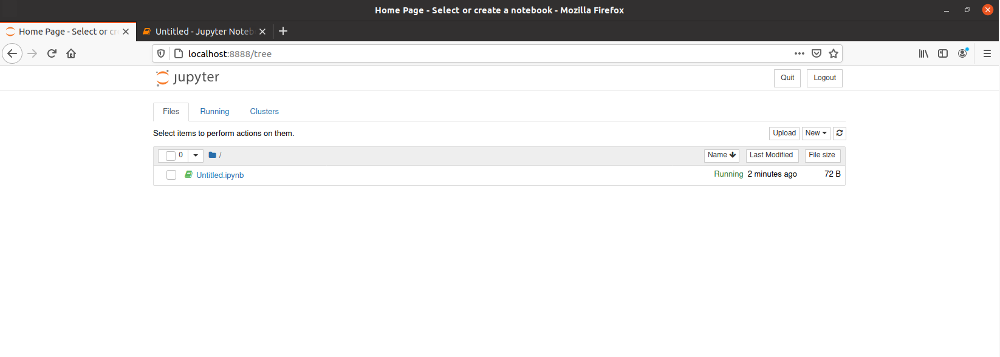 Home Page - Select or create a notebook - Mozilla Firefox
Home Page - Select or cr
Untitled - Jupyter Noteb
localhost:8888/tree
jupyter
Quit
Logout
Files
Running
Clusters
Select items to perform actions on them.
Upload
New
0
/
Name
Last Modified
File size
Untitled.ipynb
Running
2 minutes ago
72 B